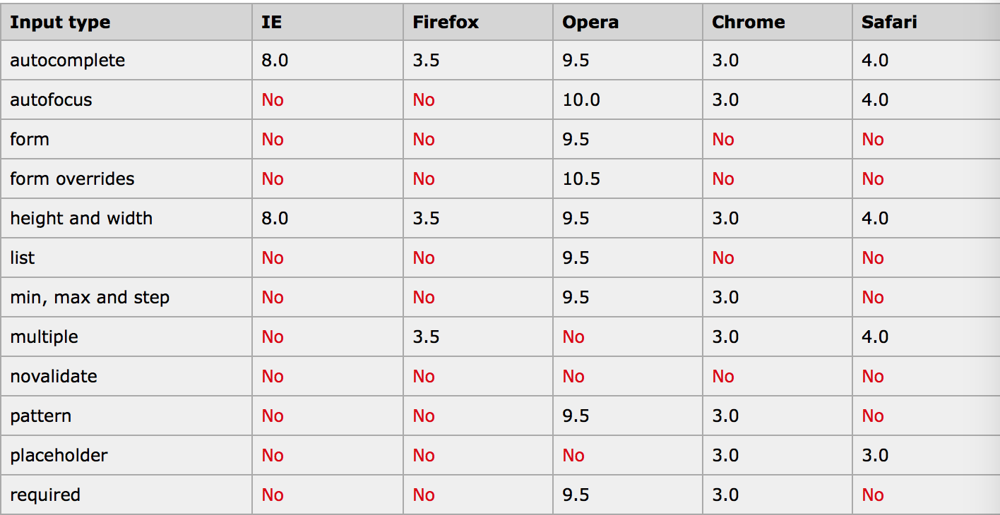 Input type IE Firefox Opera Chrome Safari
autocomplete 8.0 3.5 9.5 3.0 4.0
autofocus No No 10.0 3.0 4.0
form No No 9.5 No No
form overrides No No 10.5 No No
height and width 8.0 3.5 9.5 3.0 4.0
list No No 9.5 No No
min, max and step No No 9.5 3.0 No
multiple No 3.5 No 3.0 4.0
novalidate No No No No No
pattern No No 9.5 3.0 No
placeholder No No No 3.0 3.0
required No No 9.5 3.0 No